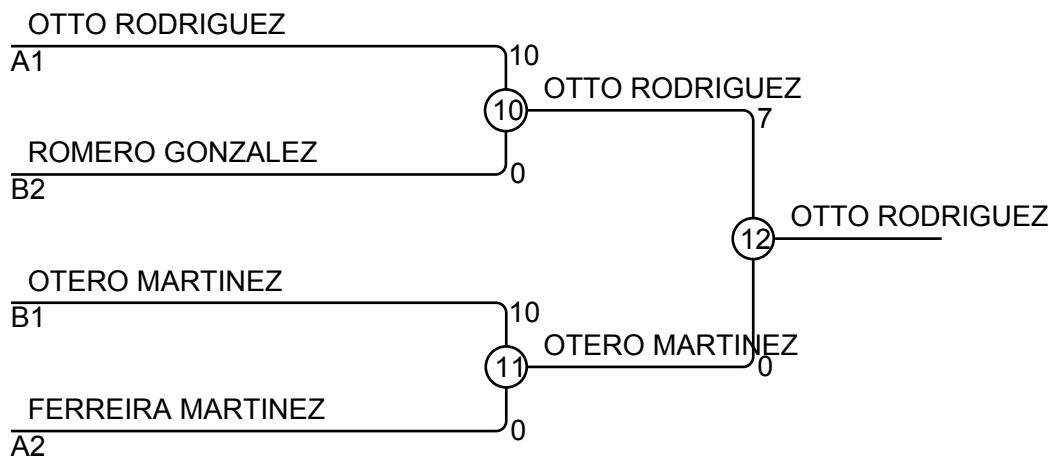 OTTO RODRIGUEZ
A1
10
OTTO RODRIGUEZ
10
7
ROMERO GONZALEZ
B2
0
OTTO RODRIGUEZ
12
OTERO MARTINEZ
B1
10
OTERO MARTINEZ
11
0
FERREIRA MARTINEZ
A2
0